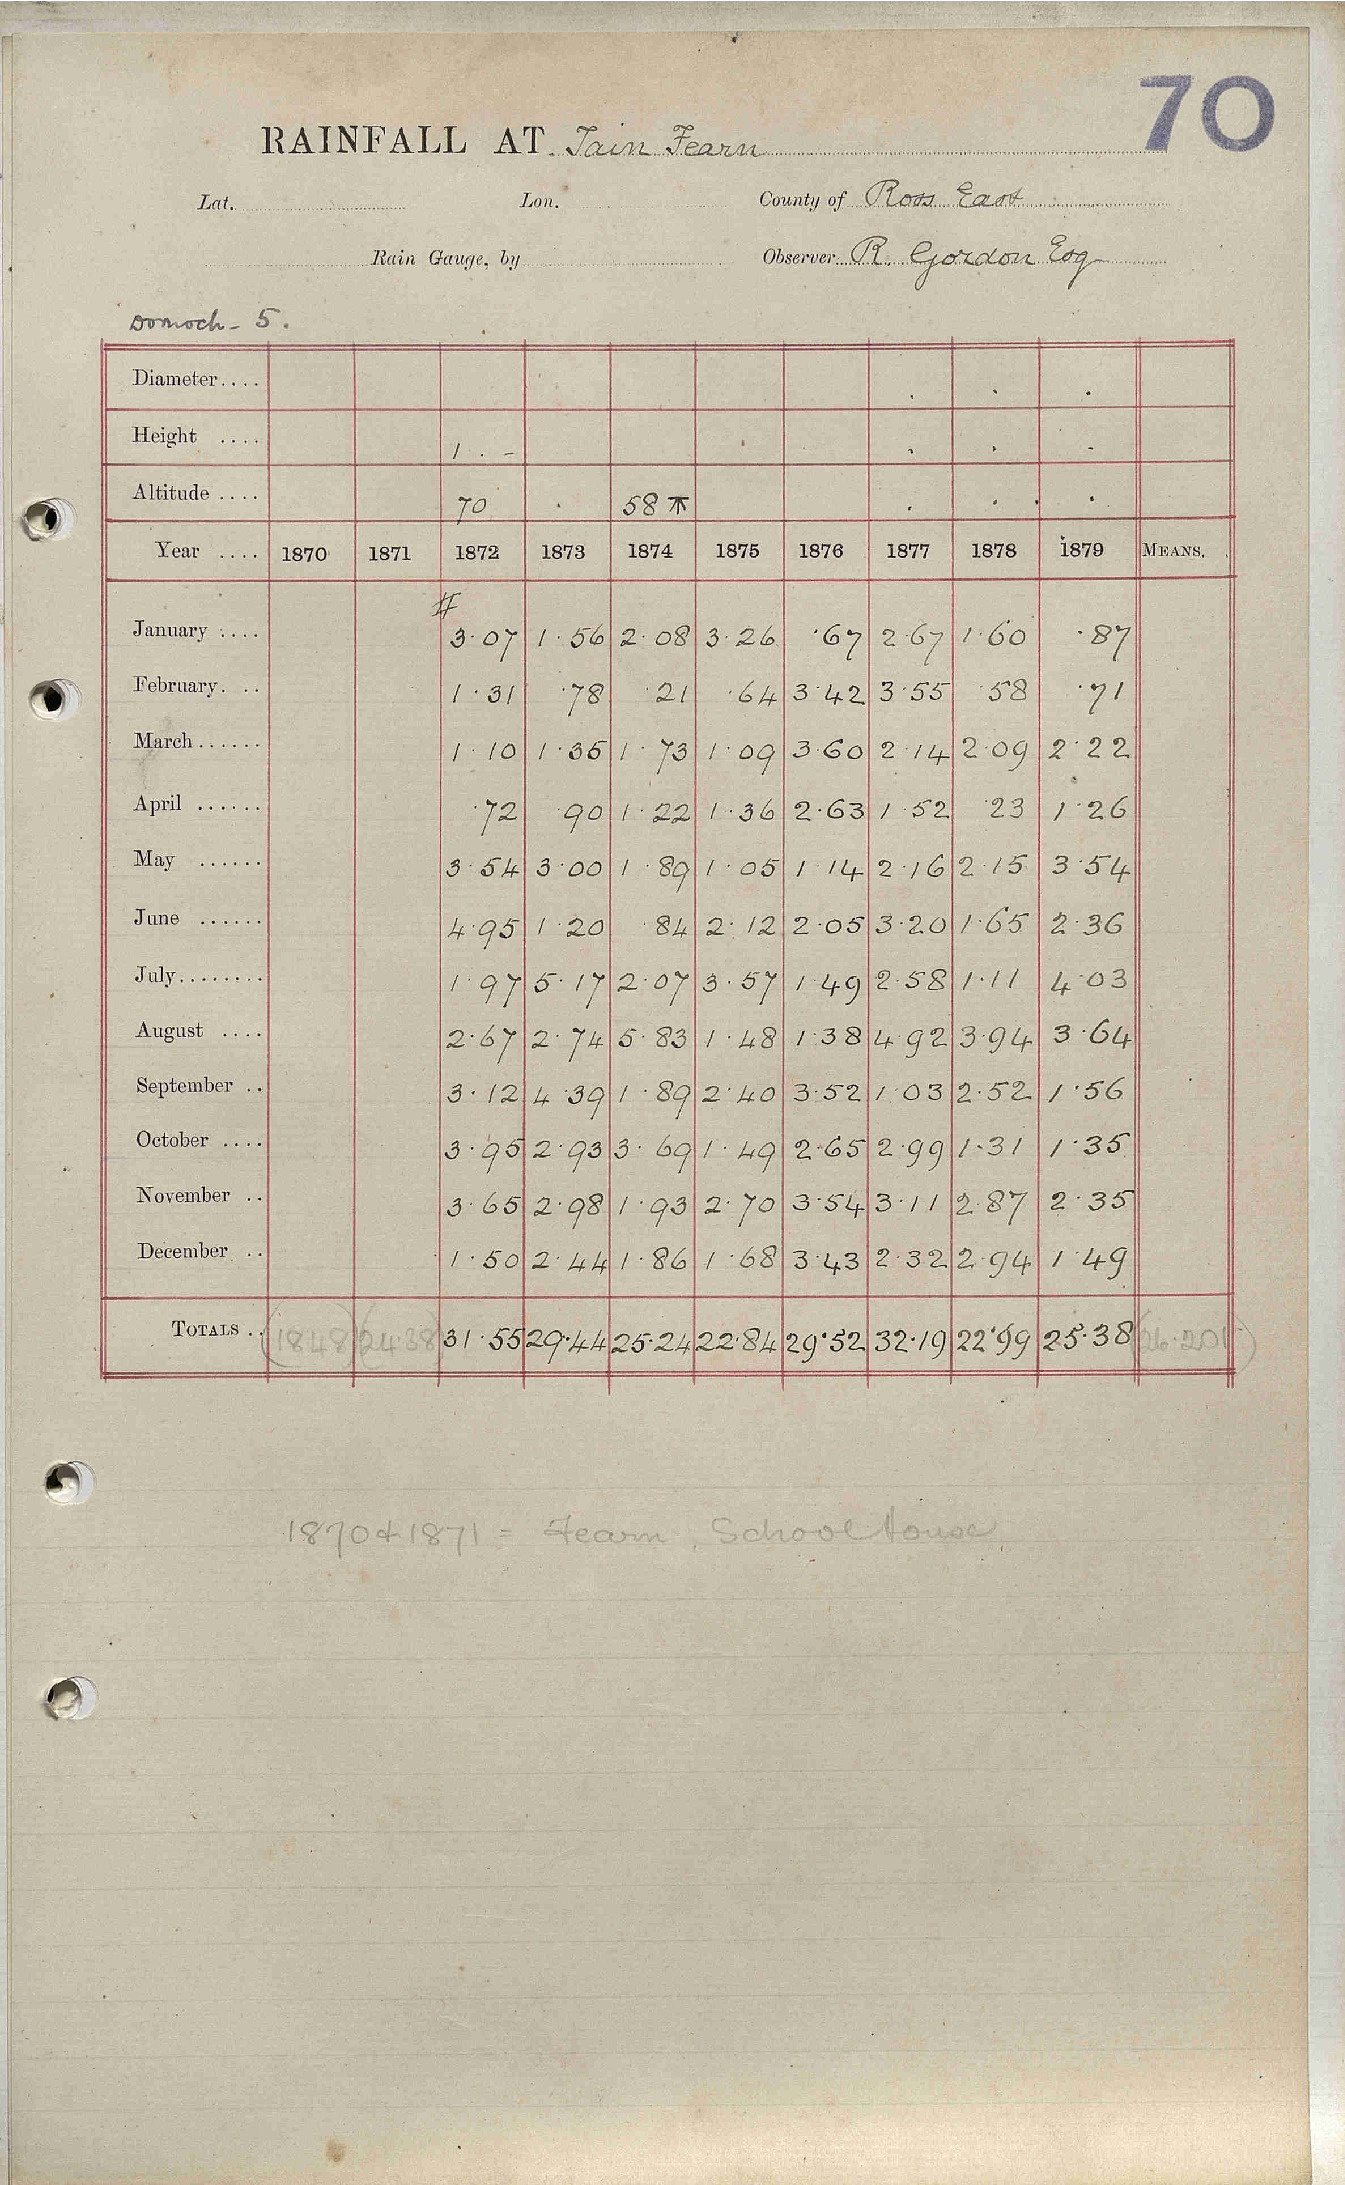 70
RAINFALL AT Tain Fearn
Lat. Lon. County of Ross East
Rain Gauge, by Observer R. Gordon Esq
Dornoch - 5.
Diameter....
Height .... 1 . -
Altitude .... 70 58 ⚻
Year .... 1870 1871 1872 1873 1874 1875 1876 1877 1878 1879 MEANS.
#
January .... 3.07 1.56 2.08 3.26 .67 2.67 1.60 .87
February. .. 1.31 .78 .21 .64 3.42 3.55 .58 .71
March...... 1.10 1.35 1.73 1.09 3.60 2.14 2.09 2.22
April ...... .72 .90 1.22 1.36 2.63 1.52 .23 1.26
May ...... 3.54 3.00 1.89 1.05 1.14 2.16 2.15 3.54
June ...... 4.95 1.20 .84 2.12 2.05 3.20 1.65 2.36
July........ 1.97 5.17 2.07 3.57 1.49 2.58 1.11 4.03
August .... 2.67 2.74 5.83 1.48 1.38 4.92 3.94 3.64
September .. 3.12 4.39 1.89 2.40 3.52 1.03 2.52 1.56
October .... 3.95 2.93 3.69 1.49 2.65 2.99 1.31 1.35
November .. 3.65 2.98 1.93 2.70 3.54 3.11 2.87 2.35
December .. 1.50 2.44 1.86 1.68 3.43 2.32 2.94 1.49
TOTALS .. (18.48) (24.38) 31.55 29.44 25.24 22.84 29.52 32.19 22.99 25.38 (26.201)
1870 & 1871 = Fearn, School House